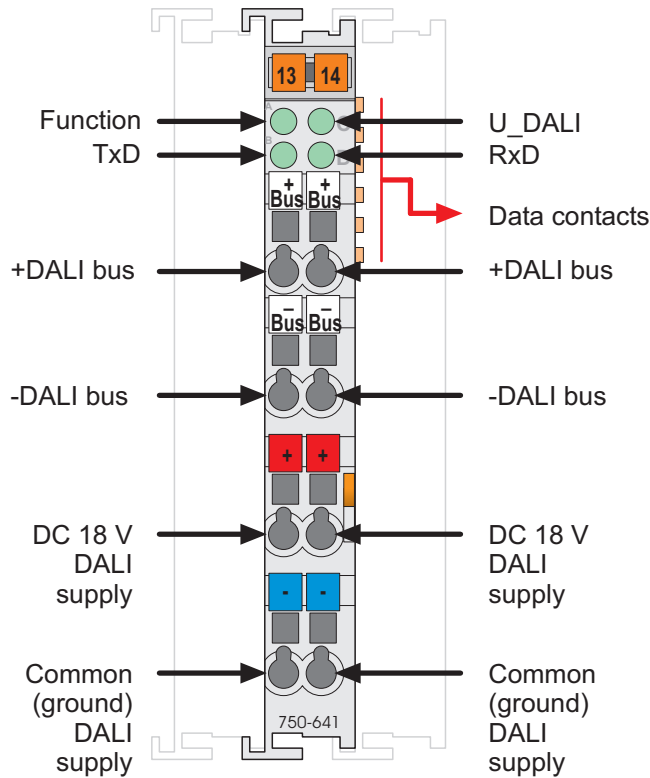 13 14
A
Function
C
U_DALI
B
TxD
D
RxD
+ +
Bus Bus
Data contacts
+DALI bus
+DALI bus
– –
Bus Bus
-DALI bus
-DALI bus
+ +
DC 18 V
DALI
supply
DC 18 V
DALI
supply
- -
Common
(ground)
DALI
supply
Common
(ground)
DALI
supply
750-641